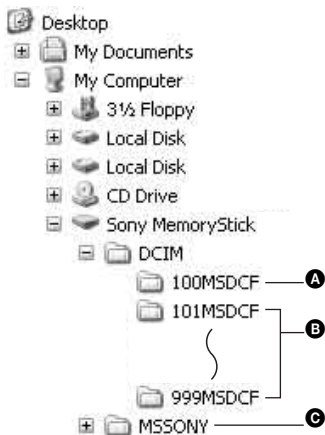 Desktop
My Documents
My Computer
3½ Floppy
Local Disk
Local Disk
CD Drive
Sony MemoryStick
DCIM
100MSDCF A
101MSDCF
B
999MSDCF
MSSONY C